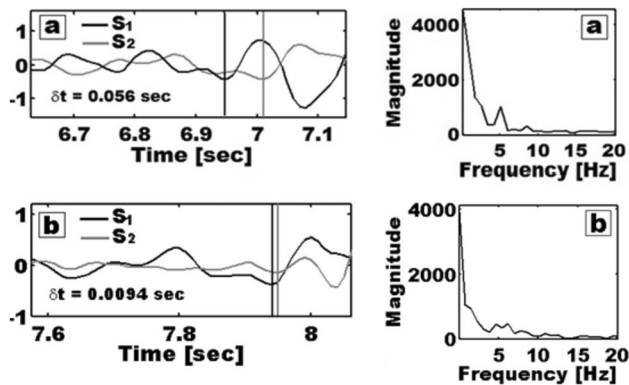 a
S1
S2
δt = 0.056 sec
1
0
-1
6.7 6.8 6.9 7 7.1
Time [sec]
a
Magnitude
4000
2000
0
5 10 15 20
Frequency [Hz]
b
S1
S2
δt = 0.0094 sec
1
0
-1
7.6 7.8 8
Time [sec]
b
Magnitude
4000
2000
0
0 5 10 15 20
Frequency [Hz]